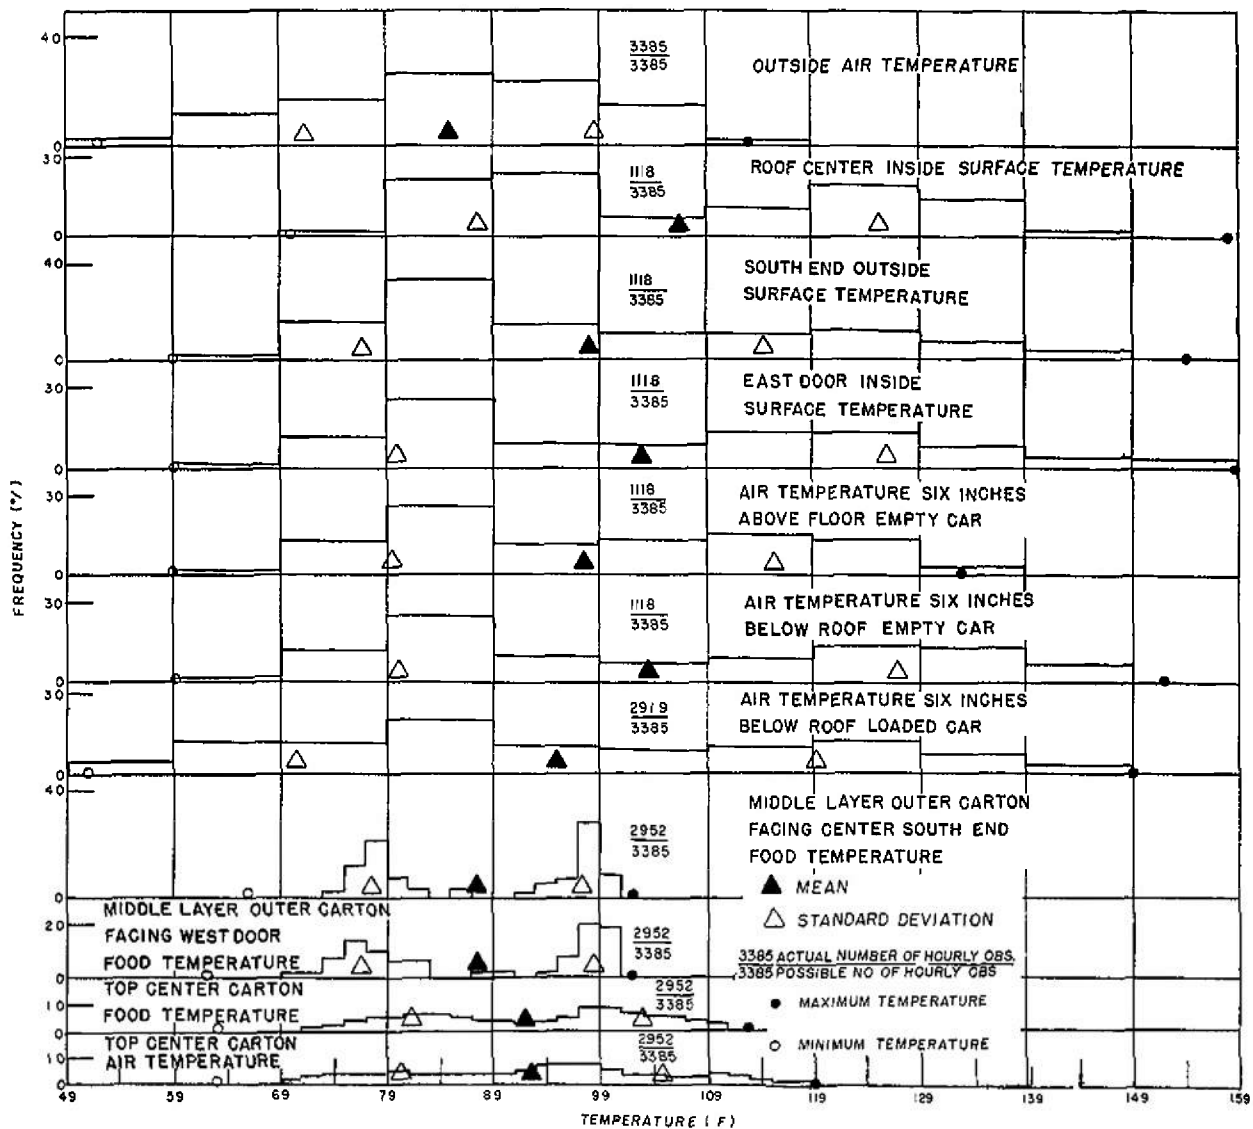 40
3385
3385
OUTSIDE AIR TEMPERATURE
0
30
1118
3385
ROOF CENTER INSIDE SURFACE TEMPERATURE
0
40
1118
3385
SOUTH END OUTSIDE
SURFACE TEMPERATURE
0
30
1118
3385
EAST DOOR INSIDE
SURFACE TEMPERATURE
0
30
1118
3385
AIR TEMPERATURE SIX INCHES
ABOVE FLOOR EMPTY CAR
0
30
1118
3385
AIR TEMPERATURE SIX INCHES
BELOW ROOF EMPTY CAR
0
30
2919
3385
AIR TEMPERATURE SIX INCHES
BELOW ROOF LOADED CAR
0
40
2952
3385
MIDDLE LAYER OUTER CARTON
FACING CENTER SOUTH END
FOOD TEMPERATURE
0
MEAN
STANDARD DEVIATION
3385 ACTUAL NUMBER OF HOURLY OBS.
3385 POSSIBLE NO OF HOURLY OBS
MAXIMUM TEMPERATURE
MINIMUM TEMPERATURE
MIDDLE LAYER OUTER CARTON
FACING WEST DOOR
FOOD TEMPERATURE
20
0
2952
3385
TOP CENTER CARTON
FOOD TEMPERATURE
10
0
2952
3385
TOP CENTER CARTON
AIR TEMPERATURE
10
0
2952
3385
49 59 69 79 89 99 109 119 129 139 149 159
TEMPERATURE (F)
FREQUENCY (%)